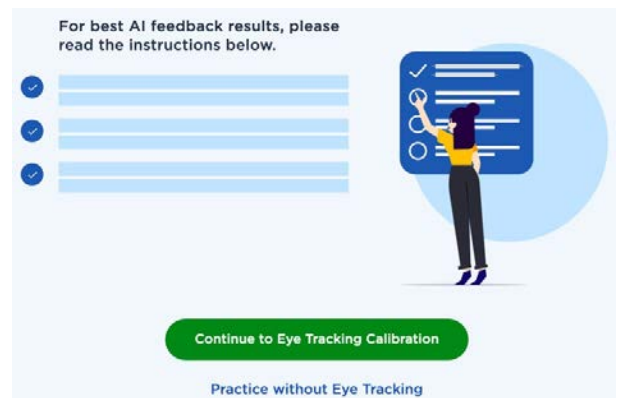 For best AI feedback results, please
read the instructions below.
Continue to Eye Tracking Calibration
Practice without Eye Tracking